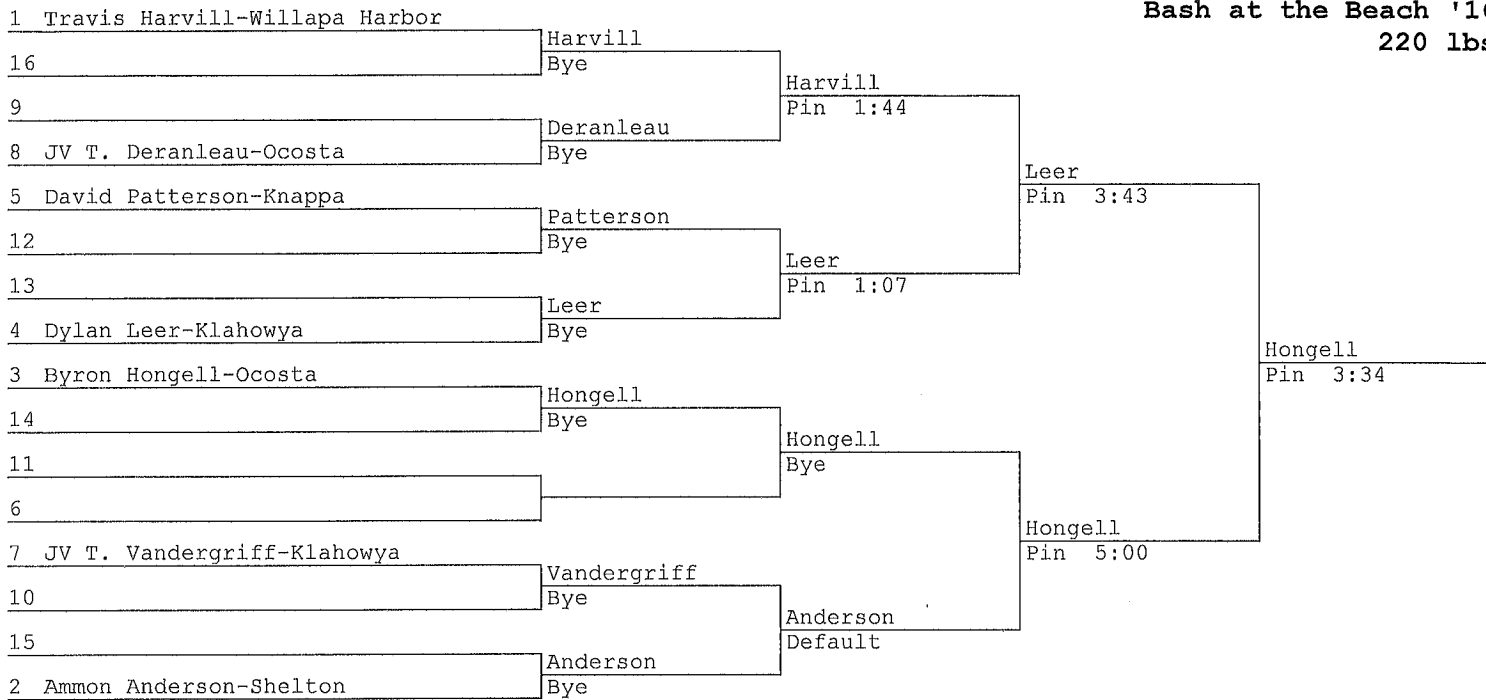 Bash at the Beach '1
220 lbs
1 Travis Harvill-Willapa Harbor
16
9
8 JV T. Deranleau-Ocosta
5 David Patterson-Knappa
12
13
4 Dylan Leer-Klahowya
3 Byron Hongell-Ocosta
14
11
6
7 JV T. Vandergriff-Klahowya
10
15
2 Ammon Anderson-Shelton
Harvill
Bye
Deranleau
Bye
Patterson
Bye
Leer
Bye
Hongell
Bye
Vandergriff
Bye
Anderson
Bye
Harvill
Pin 1:44
Leer
Pin 1:07
Hongell
Bye
Anderson
Default
Leer
Pin 3:43
Hongell
Pin 5:00
Hongell
Pin 3:34